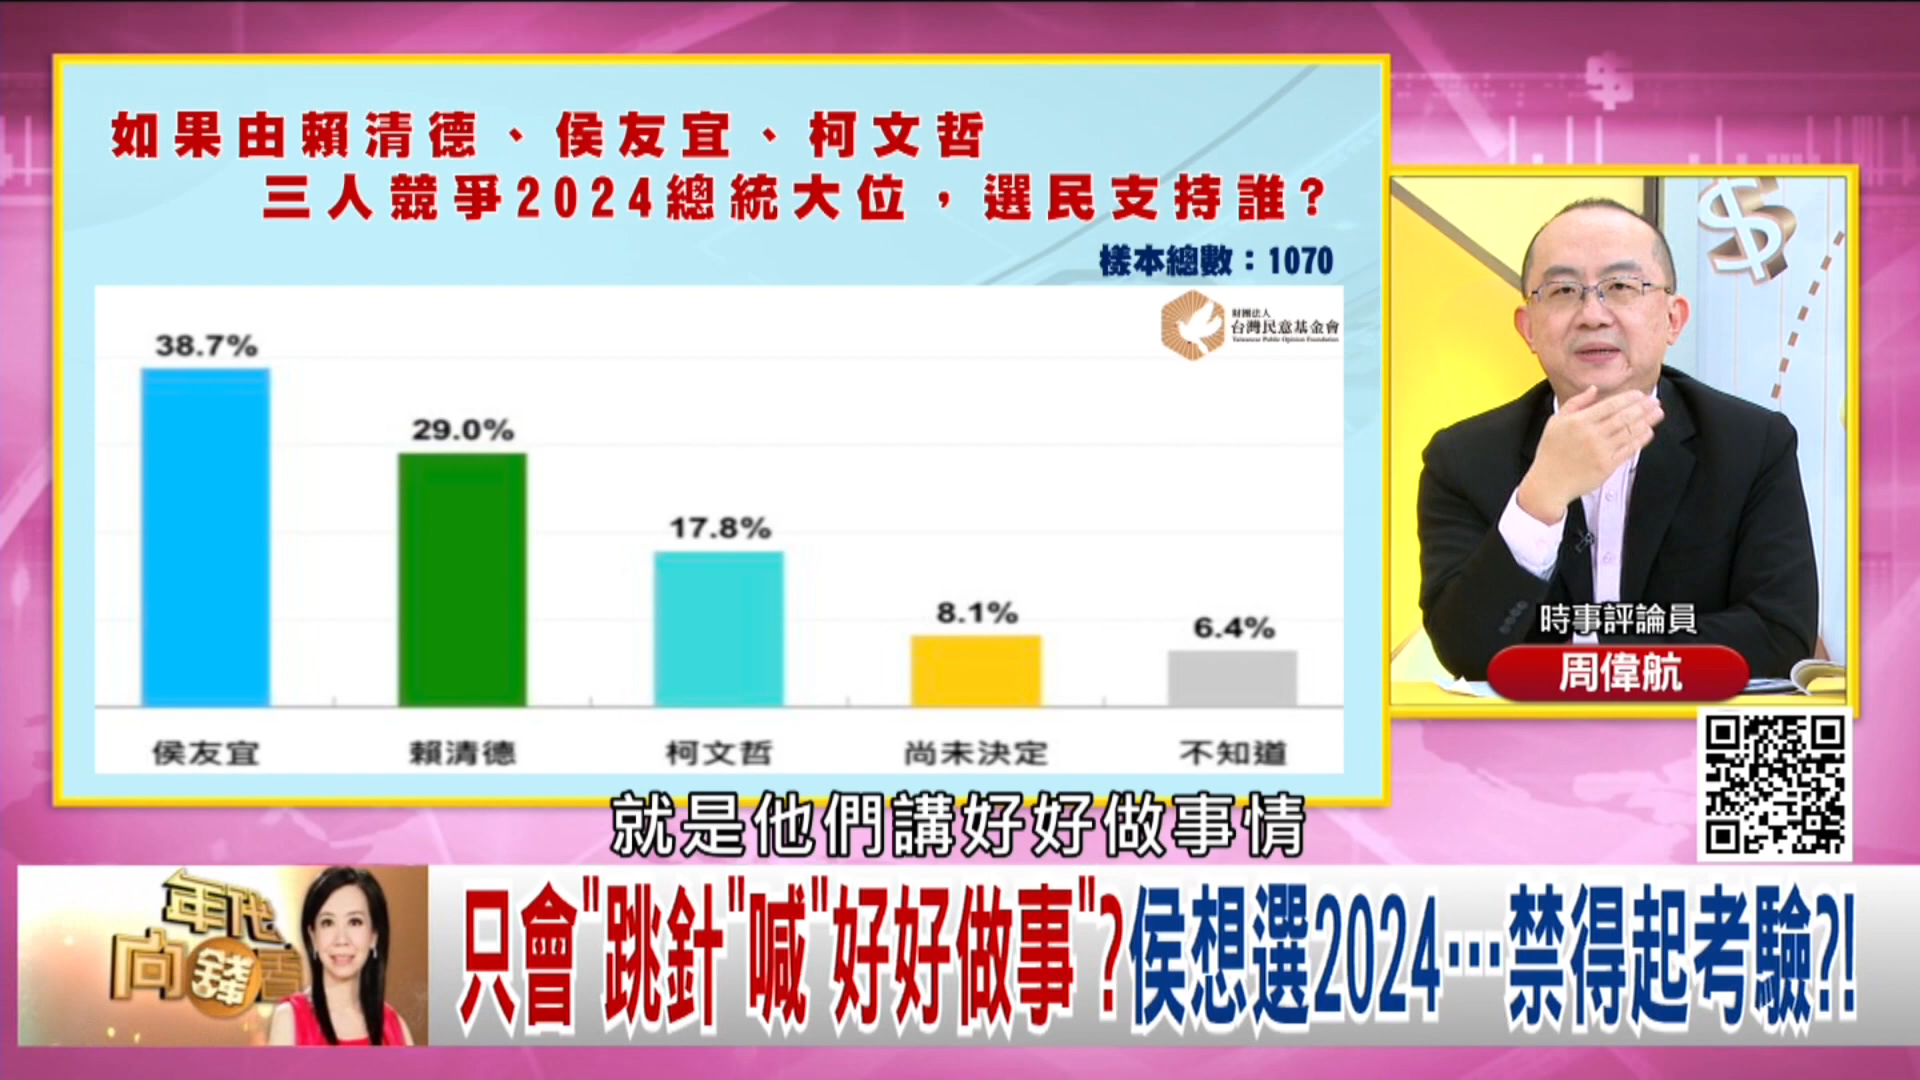 如果由賴清德、侯友宜、柯文哲
三人競爭2024總統大位，選民支持誰？
樣本總數：1070
財團法人
台灣民意基金會
Taiwanese Public Opinion Foundation
38.7%
29.0%
17.8%
8.1%
6.4%
侯友宜
賴清德
柯文哲
尚未決定
不知道
時事評論員
周偉航
就是他們講好好做事情
年代
向錢看
只會"跳針"喊"好好做事"?侯想選2024…禁得起考驗?!